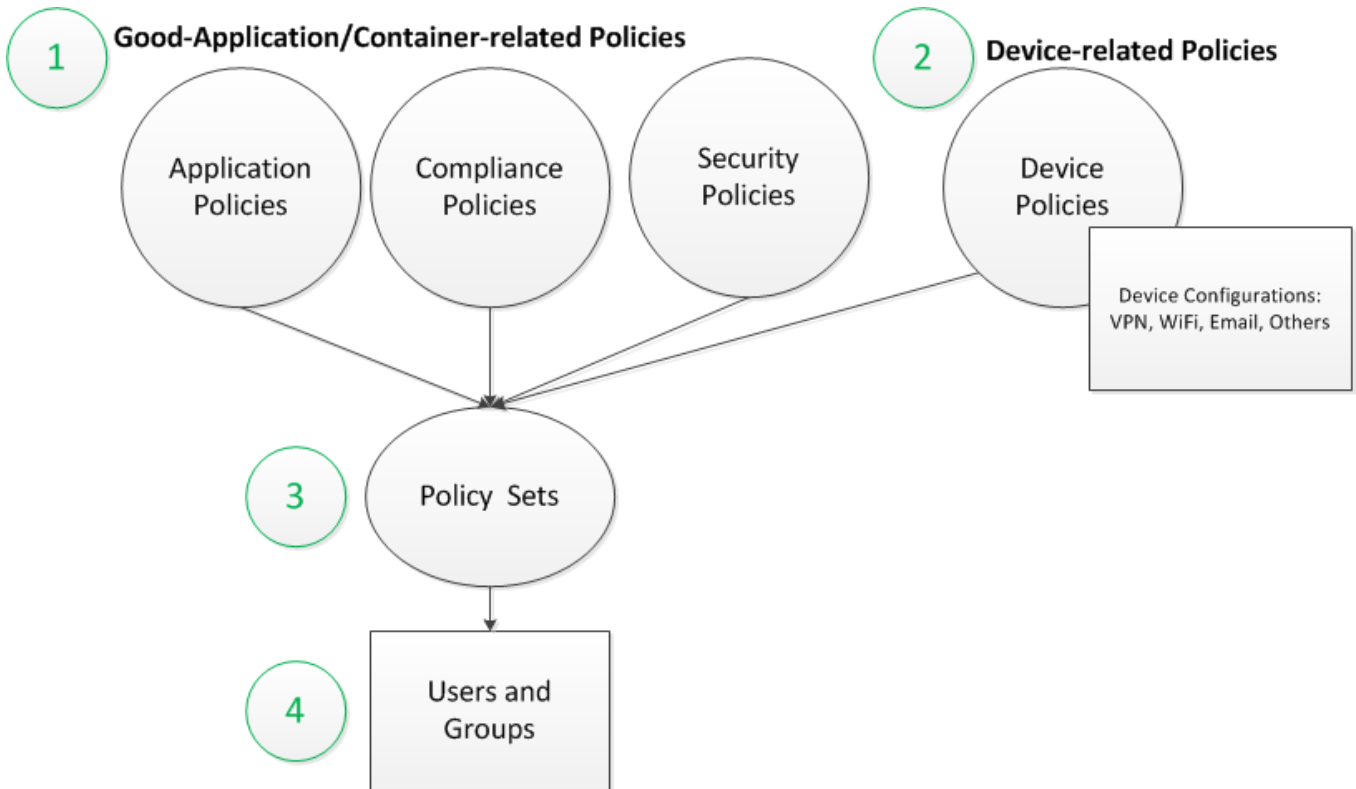 1
Good-Application/Container-related Policies
2
Device-related Policies
Application
Policies
Compliance
Policies
Security
Policies
Device
Policies
Device Configurations:
VPN, WiFi, Email, Others
3
Policy Sets
4
Users and
Groups